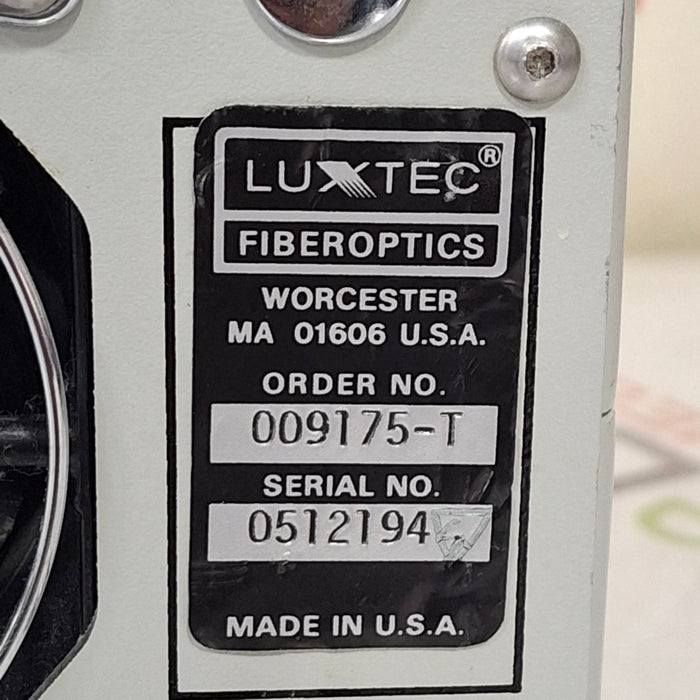 LUXTEC®
FIBEROPTICS
WORCESTER
MA 01606 U.S.A.
ORDER NO.
009175-T
SERIAL NO.
0512194
MADE IN U.S.A.